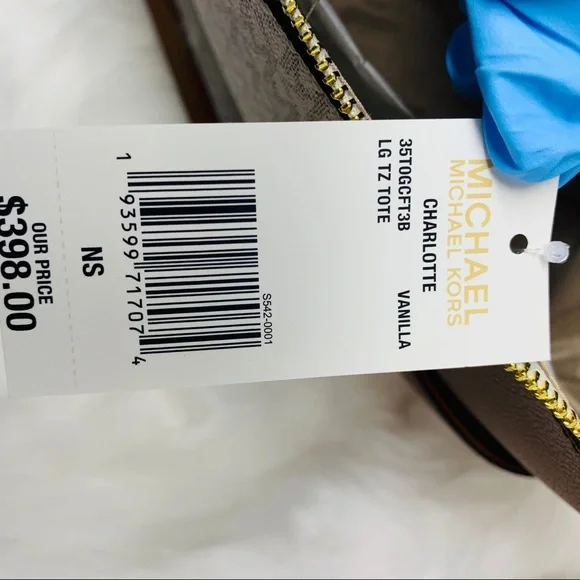 MICHAEL
MICHAEL KORS
CHARLOTTE VANILLA
35T0GCFT3B
LG TZ TOTE
S542-0001
1 93599 71707 4
NS
OUR PRICE
$398.00